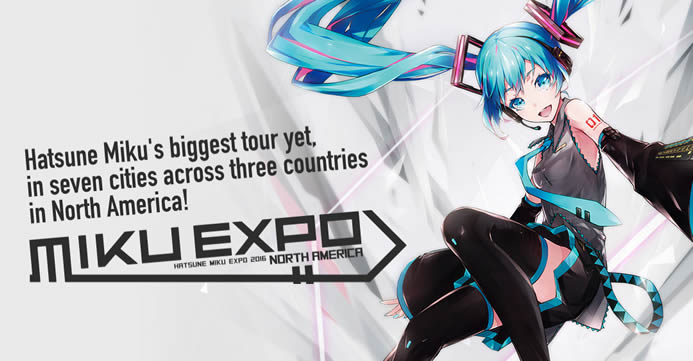 Hatsune Miku's biggest tour yet,
in seven cities across three countries
in North America!
MIKU EXPO
HATSUNE MIKU EXPO 2016 NORTH AMERICA
01